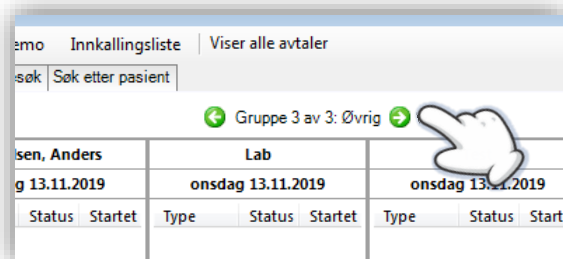 emo Innkallingsliste Viser alle avtaler
søk Søk etter pasient
Gruppe 3 av 3: Øvrig
lsen, Anders Lab
g 13.11.2019 onsdag 13.11.2019 onsdag 13.11.2019
Status Startet Type Status Startet Type Status Start